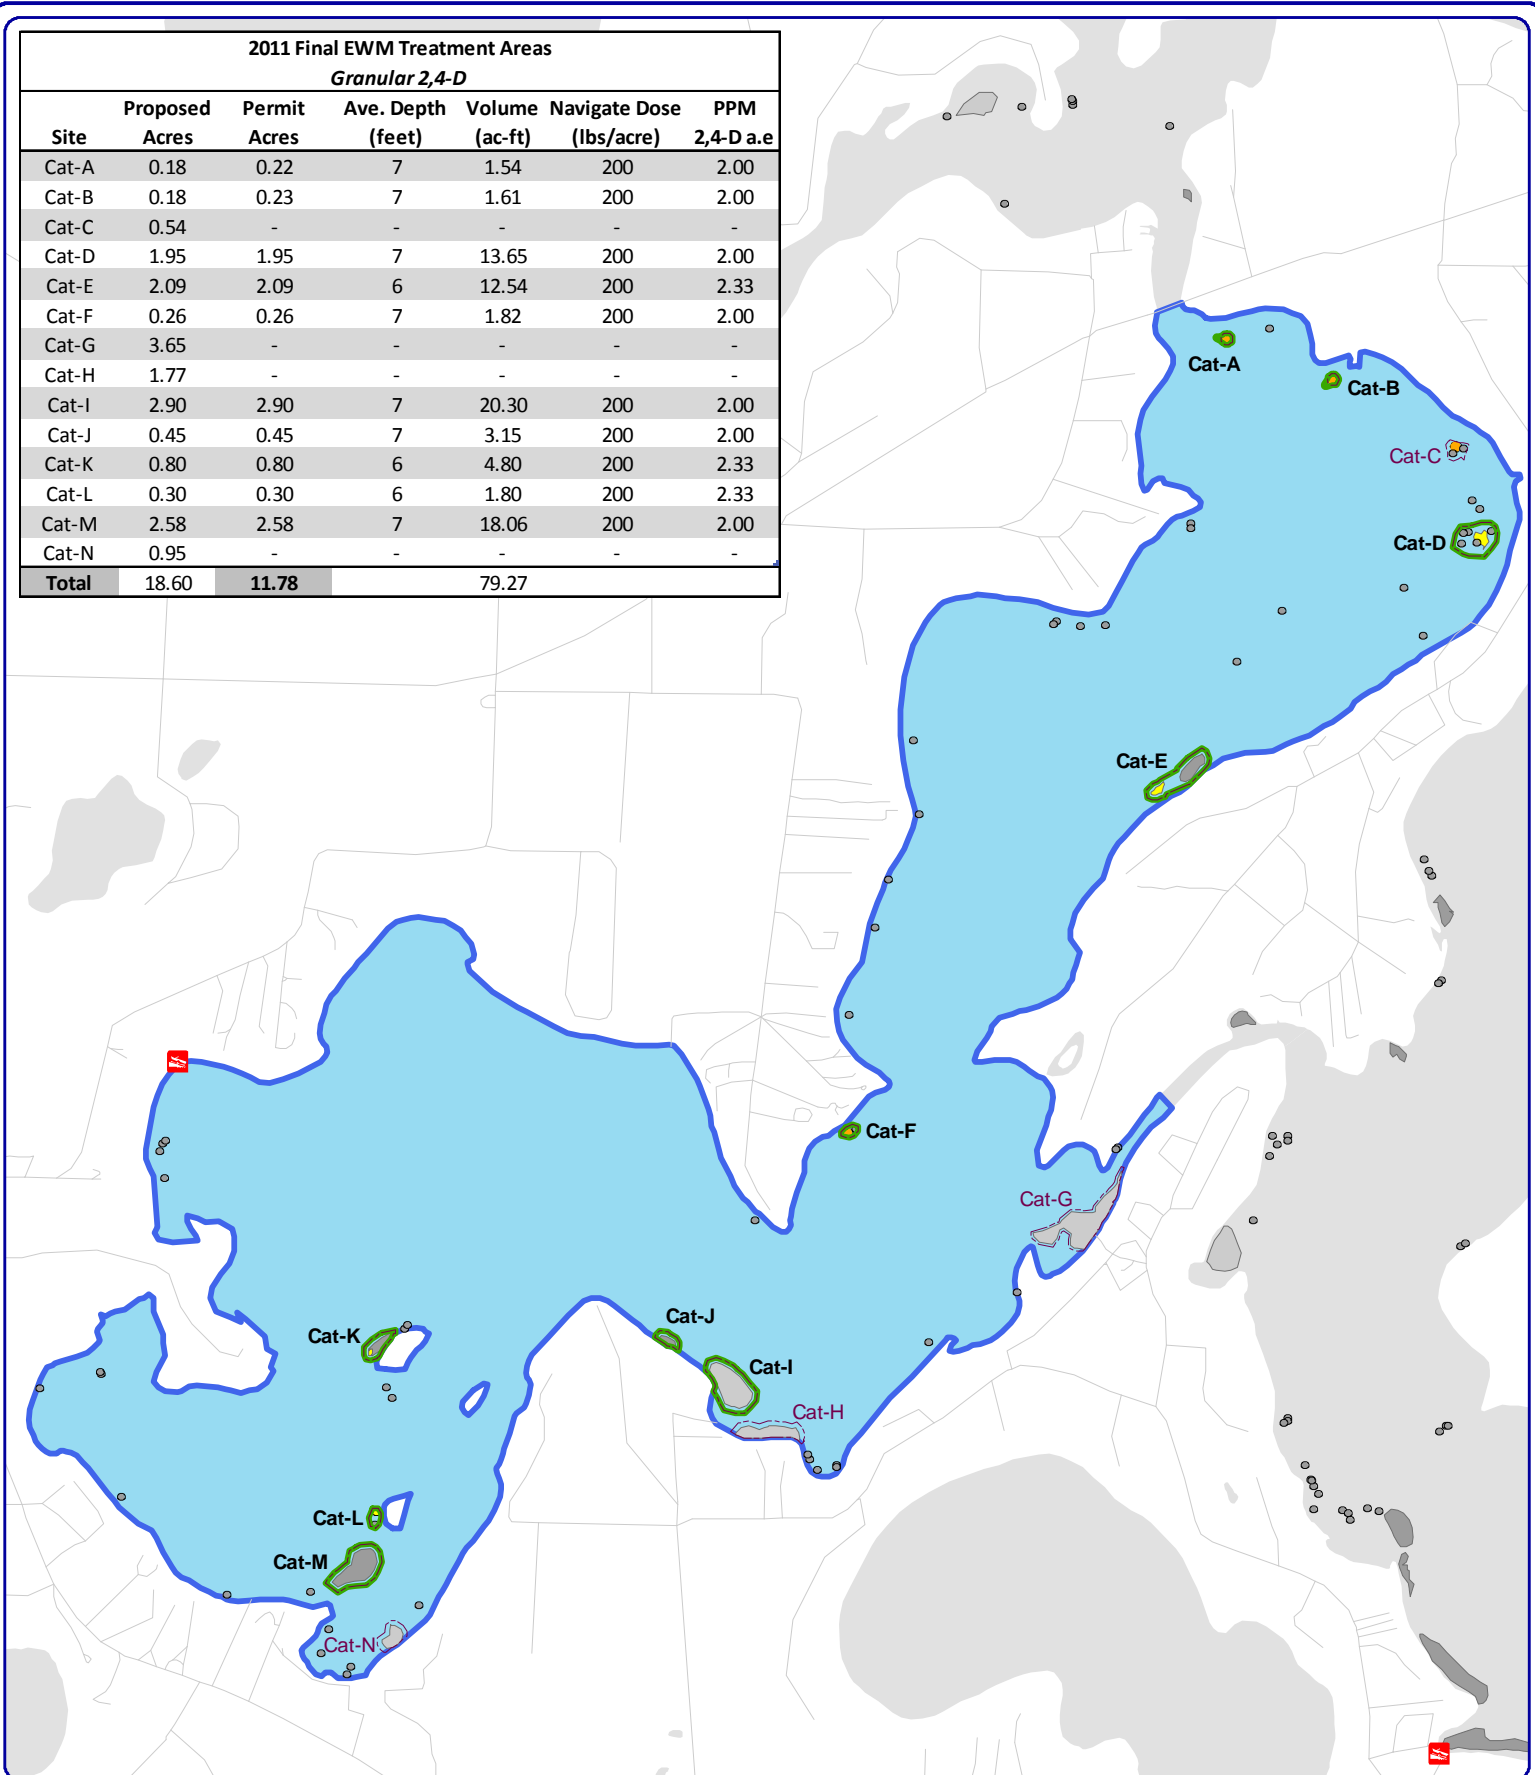 2011 Final EWM Treatment Areas
Granular 2,4-D
Proposed Permit Ave. Depth Volume Navigate Dose PPM
Site Acres Acres (feet) (ac-ft) (lbs/acre) 2,4-D a.e
Cat-A 0.18 0.22 7 1.54 200 2.00
Cat-B 0.18 0.23 7 1.61 200 2.00
Cat-C 0.54 - - - - -
Cat-D 1.95 1.95 7 13.65 200 2.00
Cat-E 2.09 2.09 6 12.54 200 2.33
Cat-F 0.26 0.26 7 1.82 200 2.00
Cat-G 3.65 - - - - -
Cat-H 1.77 - - - - -
Cat-I 2.90 2.90 7 20.30 200 2.00
Cat-J 0.45 0.45 7 3.15 200 2.00
Cat-K 0.80 0.80 6 4.80 200 2.33
Cat-L 0.30 0.30 6 1.80 200 2.33
Cat-M 2.58 2.58 7 18.06 200 2.00
Cat-N 0.95 - - - - -
Total 18.60 11.78 79.27
Cat-A
Cat-B
Cat-C
Cat-D
Cat-E
Cat-F
Cat-G
Cat-J
Cat-K
Cat-I
Cat-H
Cat-L
Cat-M
Cat-N